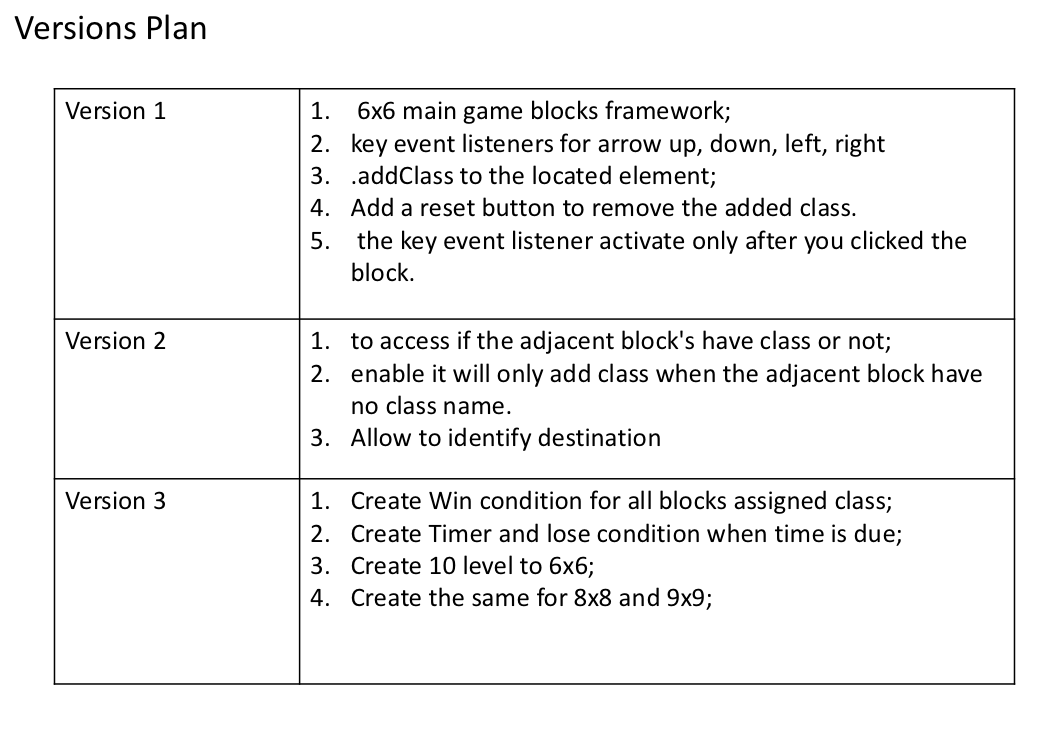 Versions Plan
Version 1
1. 6x6 main game blocks framework;
2. key event listeners for arrow up, down, left, right
3. .addClass to the located element;
4. Add a reset button to remove the added class.
5. the key event listener activate only after you clicked the
block.
Version 2
1. to access if the adjacent block's have class or not;
2. enable it will only add class when the adjacent block have
no class name.
3. Allow to identify destination
Version 3
1. Create Win condition for all blocks assigned class;
2. Create Timer and lose condition when time is due;
3. Create 10 level to 6x6;
4. Create the same for 8x8 and 9x9;